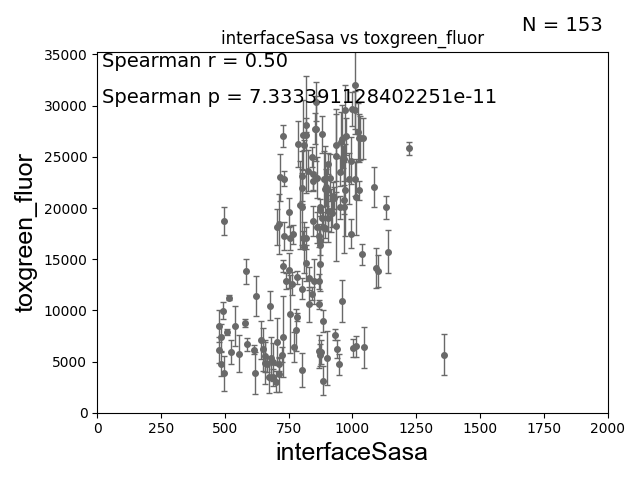 N = 153
interfaceSasa vs toxgreen_fluor
Spearman r = 0.50
Spearman p = 7.333391128402251e-11
toxgreen_fluor
35000
30000
25000
20000
15000
10000
5000
0
0 250 500 750 1000 1250 1500 1750 2000
interfaceSasa